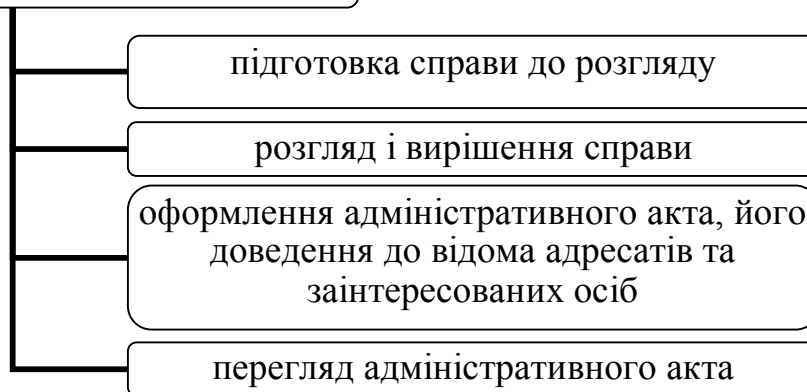 підготовка справи до розгляду
розгляд і вирішення справи
оформлення адміністративного акта, його
доведення до відома адресатів та
заінтересованих осіб
перегляд адміністративного акта